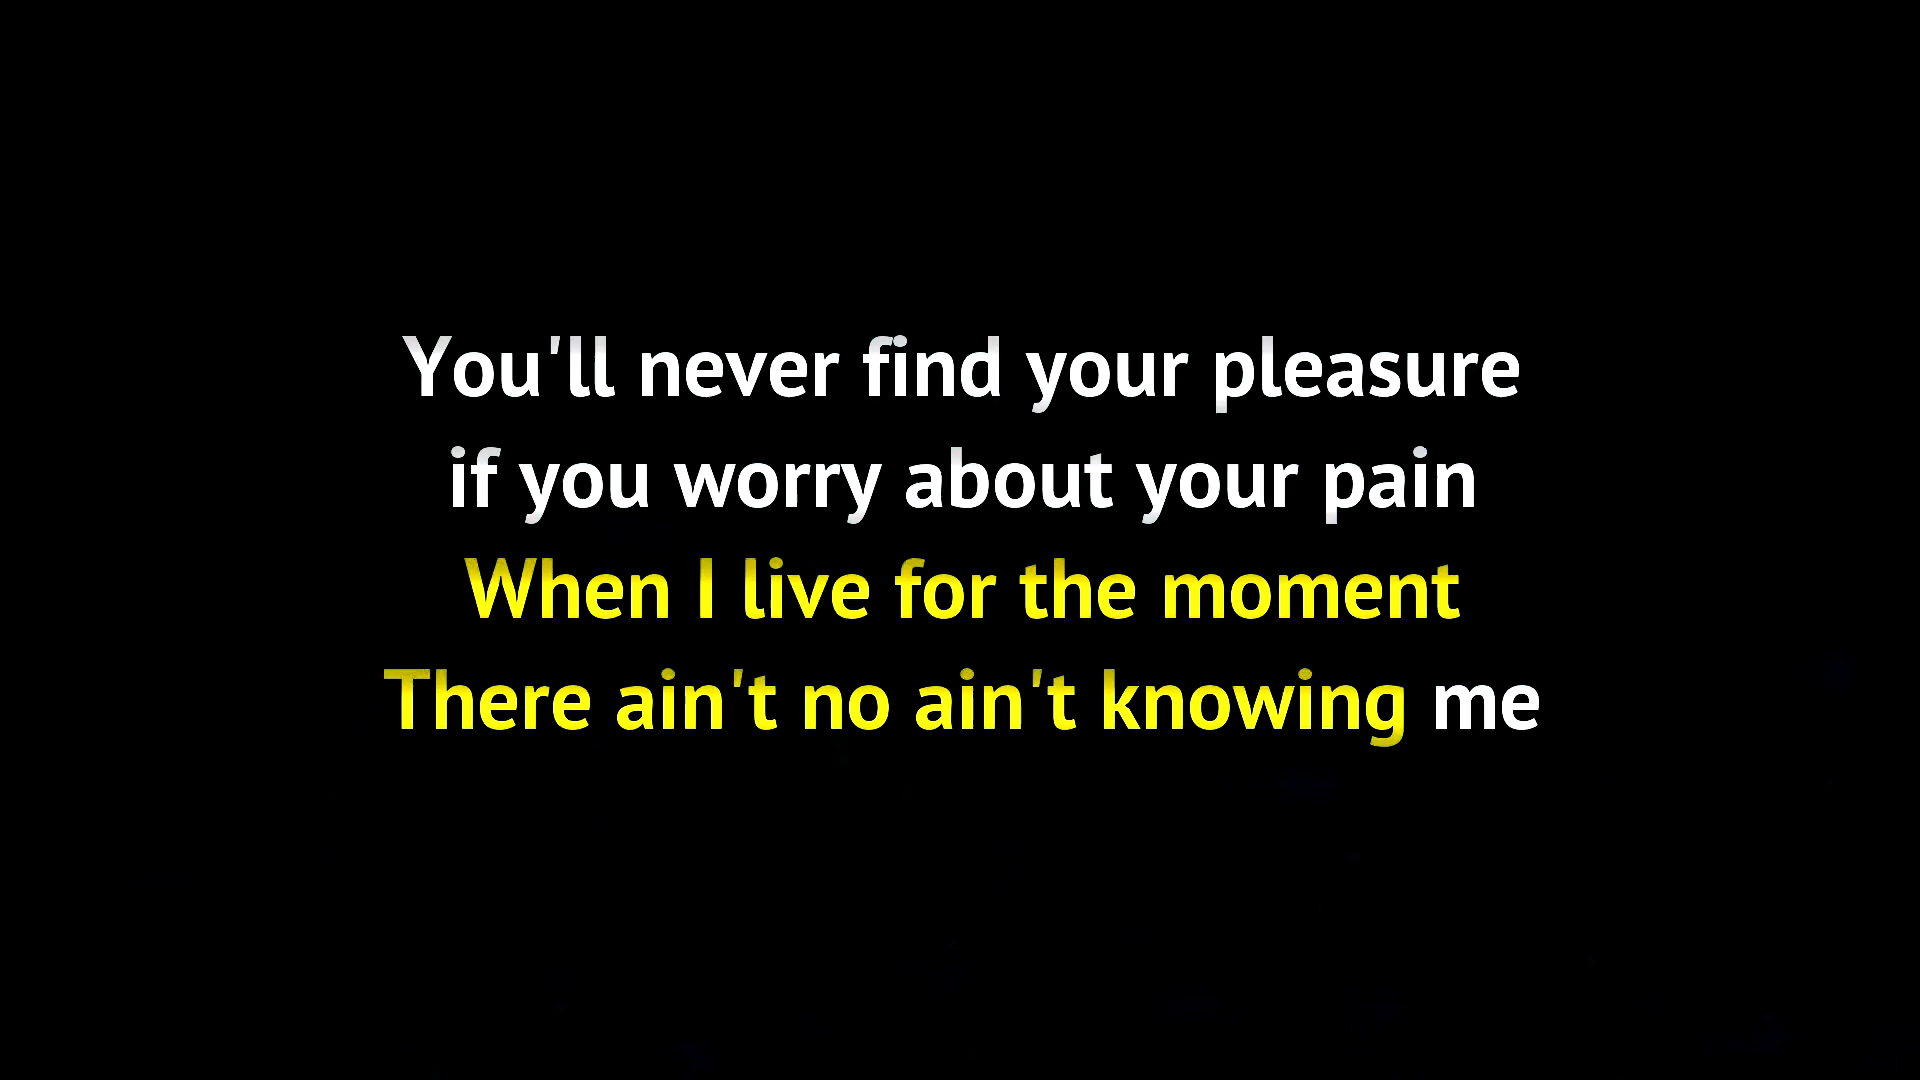 You'll never find your pleasure
if you worry about your pain
When I live for the moment
There ain't no ain't knowing me